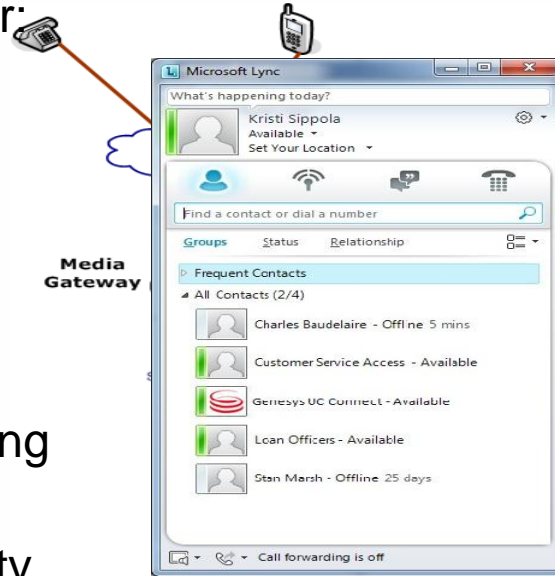 r:
Microsoft Lync
What's happening today?
Kristi Sippola
Available
Set Your Location
Find a contact or dial a number
Groups Status Relationship
Frequent Contacts
All Contacts (2/4)
Charles Baudelaire - Offline 5 mins
Customer Service Access - Available
Genesys UC Connect - Available
Loan Officers - Available
Stan Marsh - Offline 25 days
Call forwarding is off
Media
Gateway
s
ng
ty